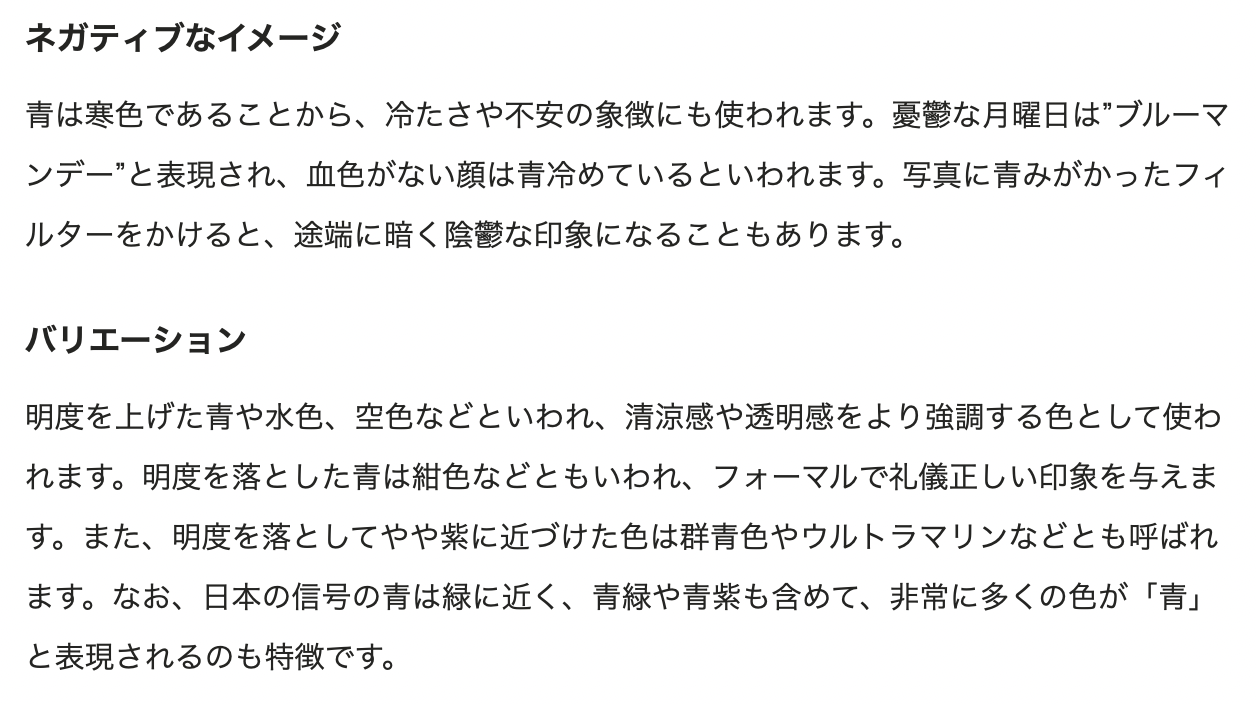 ネガティブなイメージ
青は寒色であることから、冷たさや不安の象徴にも使われます。憂鬱な月曜日は”ブルーマ
ンデー”と表現され、血色がない顔は青冷めているといわれます。写真に青みがかったフィ
ルターをかけると、途端に暗く陰鬱な印象になることもあります。
バリエーション
明度を上げた青や水色、空色などといわれ、清涼感や透明感をより強調する色として使わ
れます。明度を落とした青は紺色などともいわれ、フォーマルで礼儀正しい印象を与えま
す。また、明度を落としてやや紫に近づけた色は群青色やウルトラマリンなどとも呼ばれ
ます。なお、日本の信号の青は緑に近く、青緑や青紫も含めて、非常に多くの色が「青」
と表現されるのも特徴です。